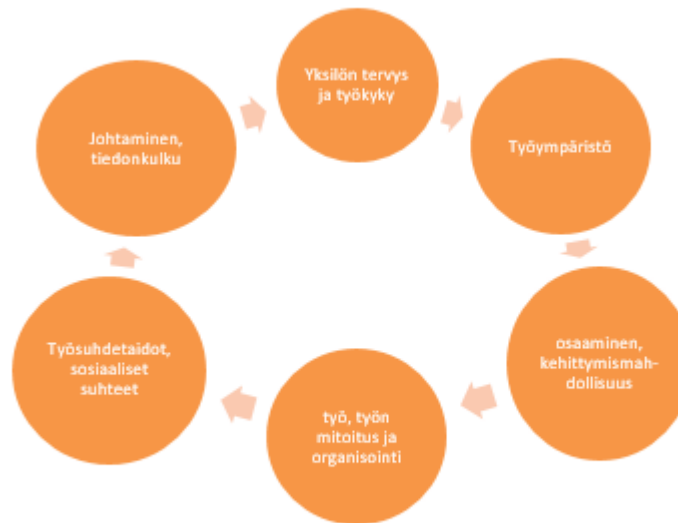 Yksilön tervys
ja työkyky
Työympäristö
osaaminen,
kehittymismah-
dollisuus
työ, työn
mitoitus ja
organisointi
Työsuhdetaidot,
sosiaaliset
suhteet
Johtaminen,
tiedonkulku